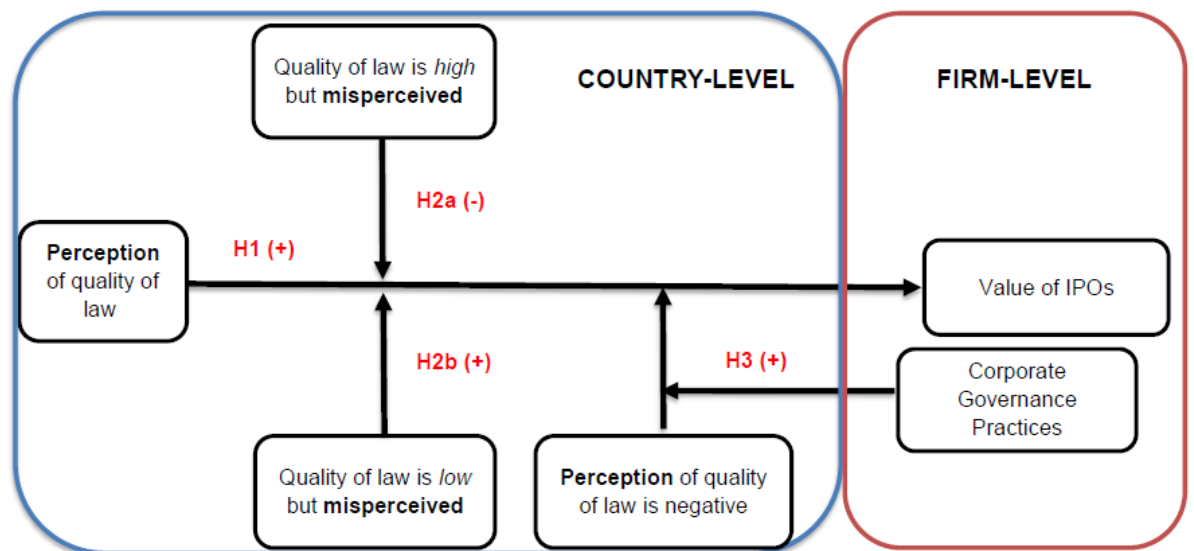 Quality of law is high
but misperceived
COUNTRY-LEVEL
FIRM-LEVEL
H2a (-)
H1 (+)
Perception
of quality of
law
Value of IPOs
H2b (+)
H3 (+)
Corporate
Governance
Practices
Quality of law is low
but misperceived
Perception of quality
of law is negative